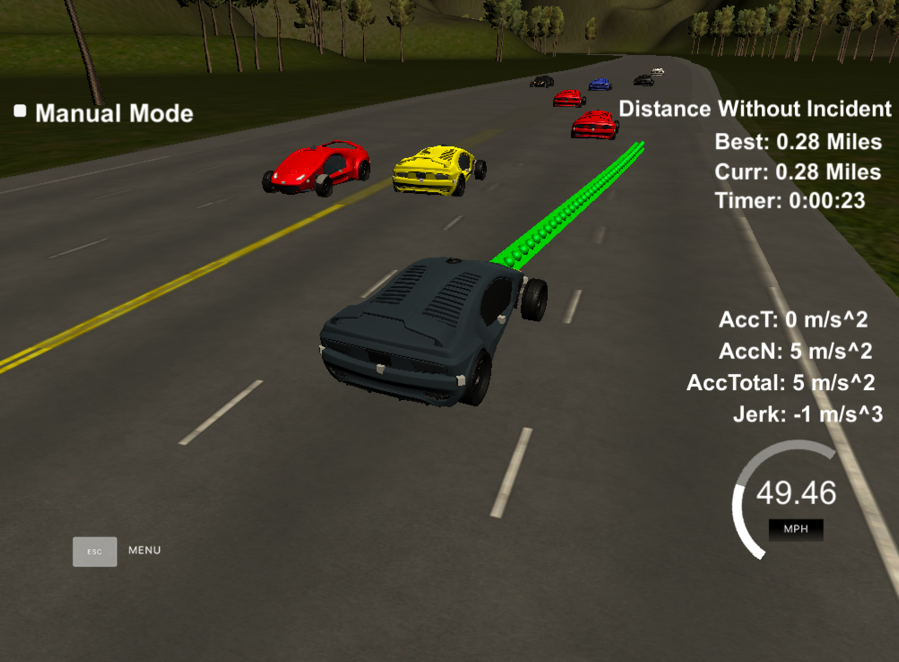 Manual Mode
Distance Without Incident
Best: 0.28 Miles
Curr: 0.28 Miles
Timer: 0:00:23
AccT: 0 m/s^2
AccN: 5 m/s^2
AccTotal: 5 m/s^2
Jerk: -1 m/s^3
49.46
MPH
ESC MENU